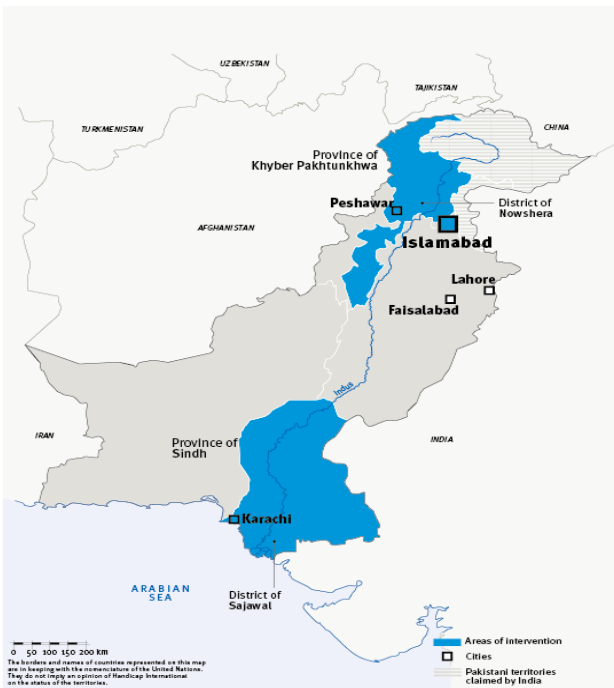 UZBEKISTAN
TAJIKISTAN
TURKMENISTAN
CHINA
Province of
Khyber Pakhtunkhwa
Peshawar
District of
Nowshera
AFGHANISTAN
Islamabad
Lahore
Faisalabad
Indus
IRAN
Province of
Sindh
INDIA
Karachi
ARABIAN
SEA
District of
Sajawal
0 50 100 150 200 km
The borders and names of countries represented on this map
are in keeping with the nomenclature of the United Nations.
They do not imply an opinion of Handicap International
on the status of the territories.
Areas of intervention
Cities
Pakistani territories
claimed by India